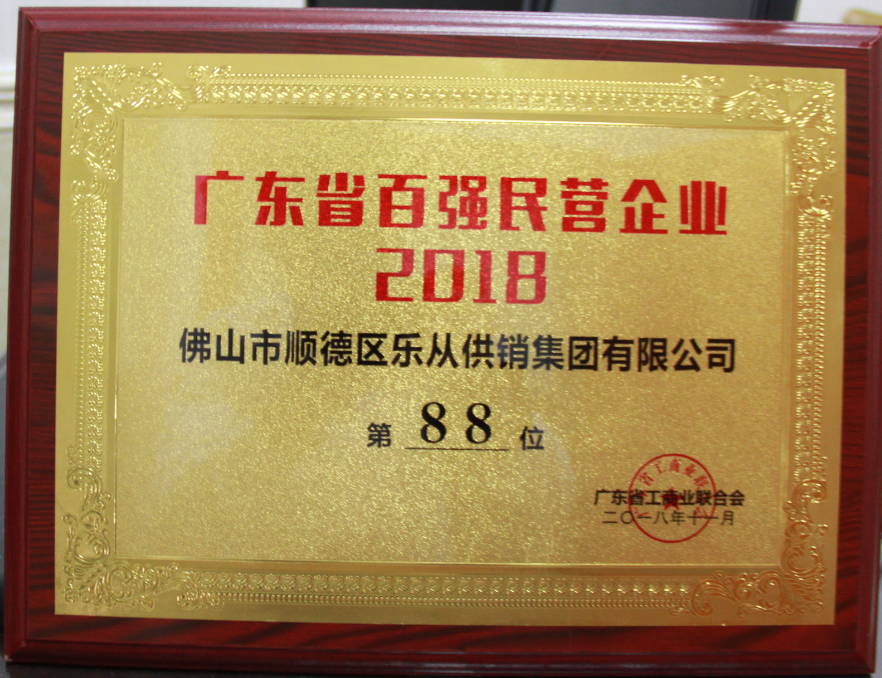 广东省百强民营企业
2018
佛山市顺德区乐从供销集团有限公司
第 88 位
广东省工商业联合会
二〇一八年十一月